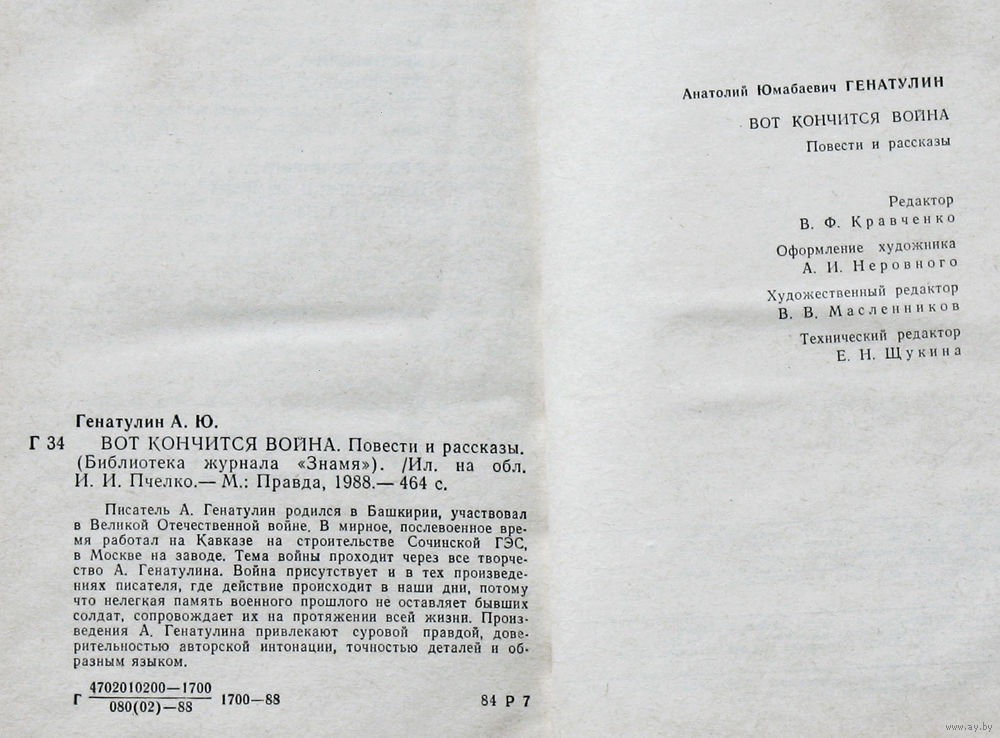 Генатулин А. Ю.
Г 34 ВОТ КОНЧИТСЯ ВОЙНА. Повести и рассказы.
(Библиотека журнала «Знамя»). /Ил. на обл.
И. И. Пчелко.— М.: Правда, 1988.— 464 с.
Писатель А. Генатулин родился в Башкирии, участвовал
в Великой Отечественной войне. В мирное, послевоенное вре-
мя работал на Кавказе на строительстве Сочинской ГЭС,
в Москве на заводе. Тема войны проходит через все творче-
ство А. Генатулина. Война присутствует и в тех произведе-
ниях писателя, где действие происходит в наши дни, потому
что нелегкая память военного прошлого не оставляет бывших
солдат, сопровождает их на протяжении всей жизни. Произ-
ведения А. Генатулина привлекают суровой правдой, дове-
рительностью авторской интонации, точностью деталей и об-
разным языком.
Г 4702010200—1700
080(02)—88 1700—88 84 Р 7
Анатолий Юмабаевич ГЕНАТУЛИН
ВОТ КОНЧИТСЯ ВОЙНА
Повести и рассказы
Редактор
В. Ф. Кравченко
Оформление художника
А. И. Неровного
Художественный редактор
В. В. Масленников
Технический редактор
Е. Н. Щукина
www.ay.by